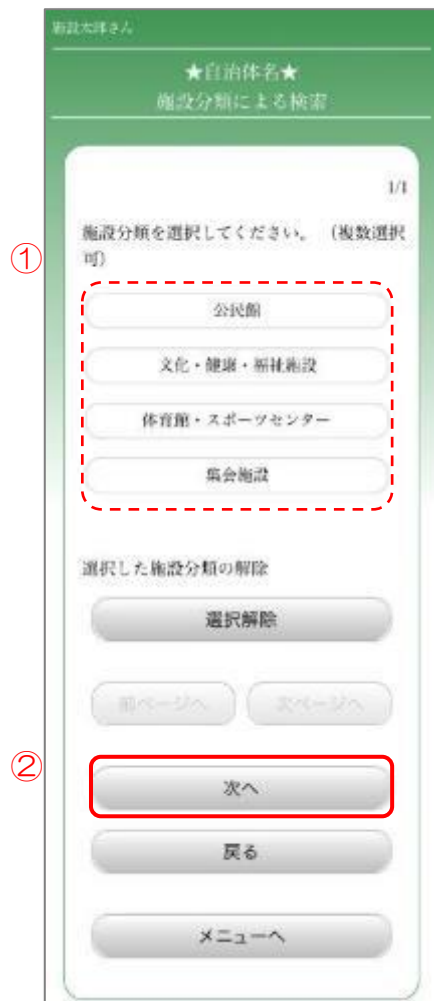 施設太郎さん
★自治体名★
施設分類による検索
1/1
①
施設分類を選択してください。（複数選択
可）
公民館
文化・健康・福祉施設
体育館・スポーツセンター
集会施設
選択した施設分類の解除
選択解除
前ページへ 次ページへ
②
次へ
戻る
メニューへ